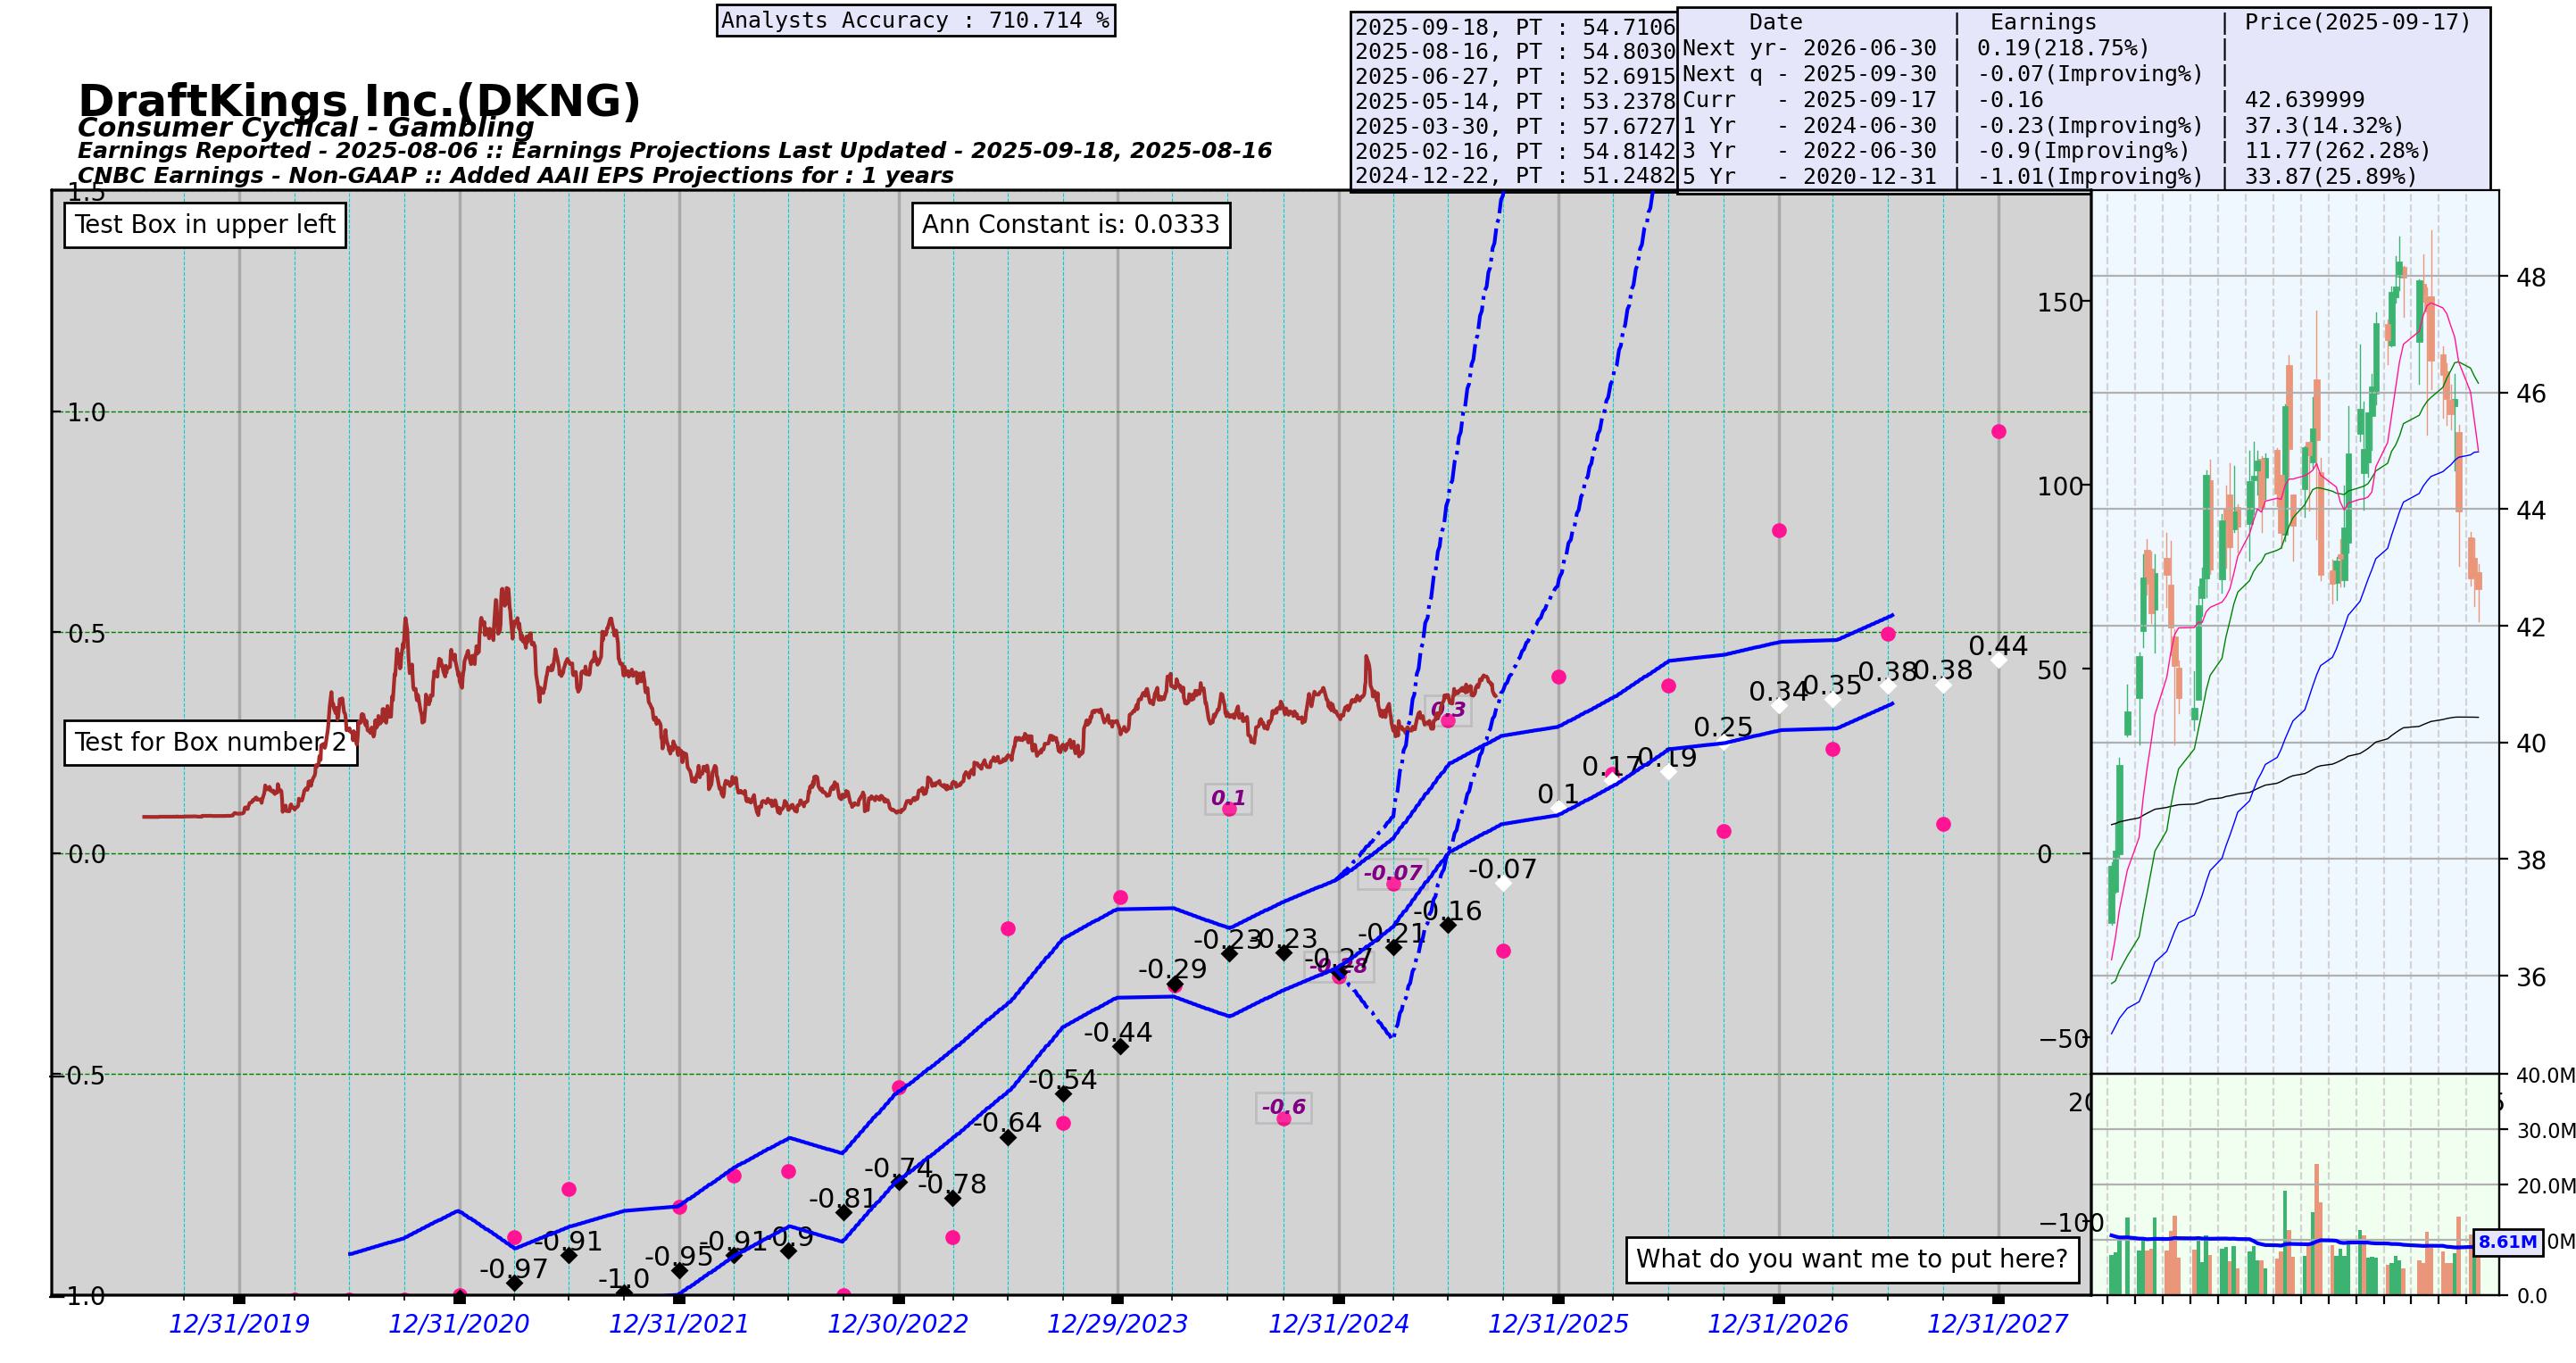 Analysts Accuracy : 710.714 %
DraftKings Inc.(DKNG)
Consumer Cyclical - Gambling
Earnings Reported - 2025-08-06 :: Earnings Projections Last Updated - 2025-09-18, 2025-08-16
CNBC Earnings - Non-GAAP :: Added AAII EPS Projections for : 1 years
2025-09-18, PT : 54.7106
2025-08-16, PT : 54.8030
2025-06-27, PT : 52.6915
2025-05-14, PT : 53.2378
2025-03-30, PT : 57.6727
2025-02-16, PT : 54.8142
2024-12-22, PT : 51.2482
Date | Earnings | Price(2025-09-17)
Next yr- 2026-06-30 | 0.19(218.75%) |
Next q - 2025-09-30 | -0.07(Improving%) |
Curr - 2025-09-17 | -0.16 | 42.639999
1 Yr - 2024-06-30 | -0.23(Improving%) | 37.3(14.32%)
3 Yr - 2022-06-30 | -0.9(Improving%) | 11.77(262.28%)
5 Yr - 2020-12-31 | -1.01(Improving%) | 33.87(25.89%)
Test Box in upper left
Ann Constant is: 0.0333
Test for Box number 2
What do you want me to put here?
1.5
1.0
0.5
0.0
-0.5
-1.0
-0.97
-0.91
-1.0
-0.95
-0.91
-0.9
-0.81
-0.74
-0.78
-0.64
-0.54
-0.44
-0.29
-0.23
-0.23
-0.27
-0.21
-0.16
-0.07
0.1
0.17
0.19
0.25
0.34
0.35
0.38
0.38
0.44
0.1
-0.6
-0.28
-0.07
0.3
150
100
50
0
−50
−100
48
46
44
42
40
38
36
40.0M
30.0M
20.0M
0.0
8.61M
12/31/2019
12/31/2020
12/31/2021
12/30/2022
12/29/2023
12/31/2024
12/31/2025
12/31/2026
12/31/2027